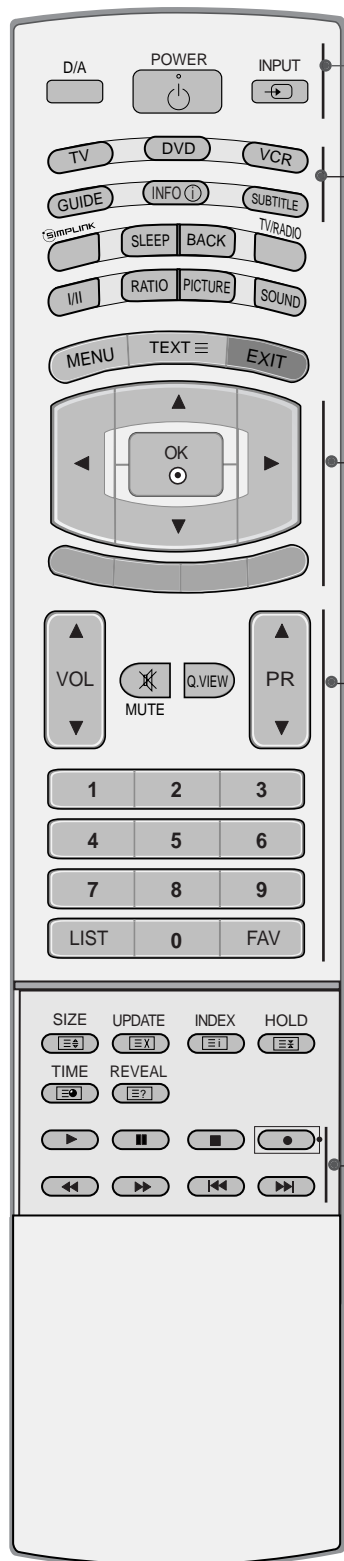 D/A POWER INPUT
TV DVD VCR
GUIDE INFO i SUBTITLE
SIMPLINK SLEEP BACK TV/RADIO
I/II RATIO PICTURE SOUND
MENU TEXT EXIT
OK
VOL Q.VIEW PR
MUTE
1 2 3
4 5 6
7 8 9
LIST 0 FAV
SIZE UPDATE INDEX HOLD
X i
TIME REVEAL
?